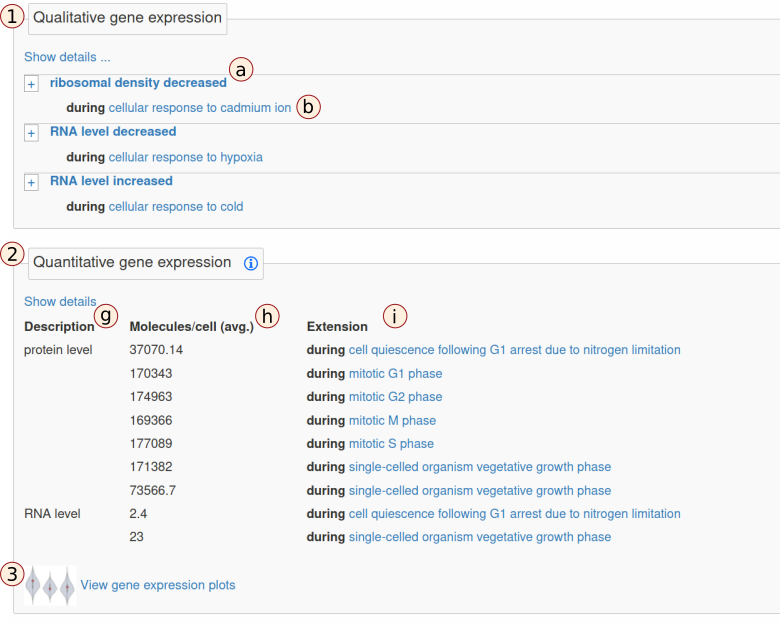 1 Qualitative gene expression
Show details ...
a
+ ribosomal density decreased
during cellular response to cadmium ion b
+ RNA level decreased
during cellular response to hypoxia
+ RNA level increased
during cellular response to cold
2 Quantitative gene expression i
Show details
Description g Molecules/cell (avg.) h Extension i
protein level 37070.14 during cell quiescence following G1 arrest due to nitrogen limitation
170343 during mitotic G1 phase
174963 during mitotic G2 phase
169366 during mitotic M phase
177089 during mitotic S phase
171382 during single-celled organism vegetative growth phase
73566.7 during single-celled organism vegetative growth phase
RNA level 2.4 during cell quiescence following G1 arrest due to nitrogen limitation
23 during single-celled organism vegetative growth phase
3 View gene expression plots